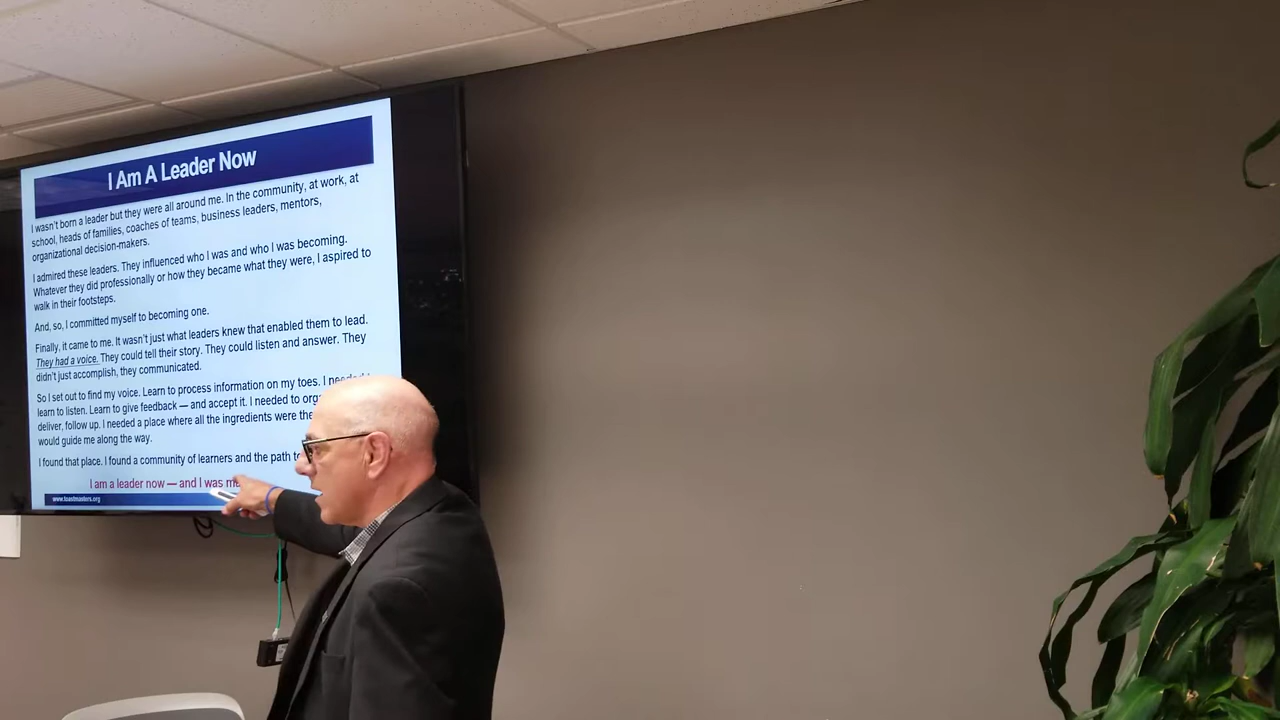 I Am A Leader Now
I wasn't born a leader but they were all around me. In the community, at work, at
school, heads of families, coaches of teams, business leaders, mentors,
organizational decision-makers.
I admired these leaders. They influenced who I was and who I was becoming.
Whatever they did professionally or how they became what they were, I aspired to
walk in their footsteps.
And, so, I committed myself to becoming one.
Finally, it came to me. It wasn't just what leaders knew that enabled them to lead.
They had a voice. They could tell their story. They could listen and answer. They
didn't just accomplish, they communicated.
So I set out to find my voice. Learn to process information on my toes. I
learn to listen. Learn to give feedback — and accept it. I needed to
deliver, follow up. I needed a place where all the ingredients were
would guide me along the way.
I found that place. I found a community of learners and the path
I am a leader now — and I was
www.toastmasters.org